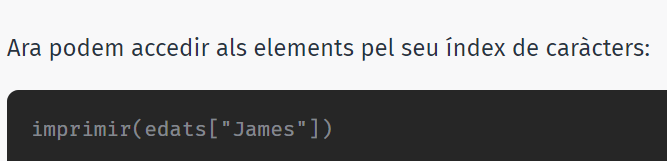 Ara podem accedir als elements pel seu índex de caràcters:
imprimir(edats["James"])